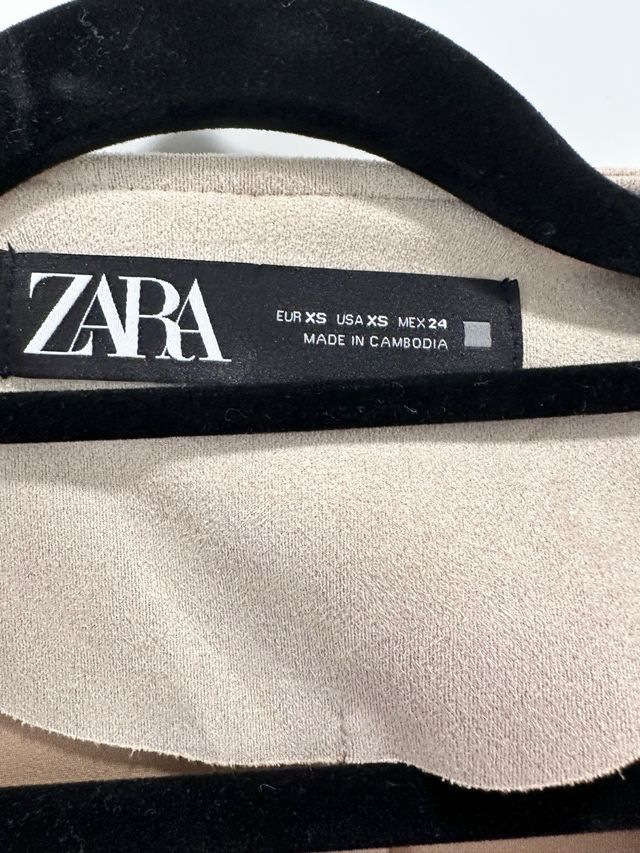 ZARA
EUR XS USA XS MEX 24
MADE IN CAMBODIA